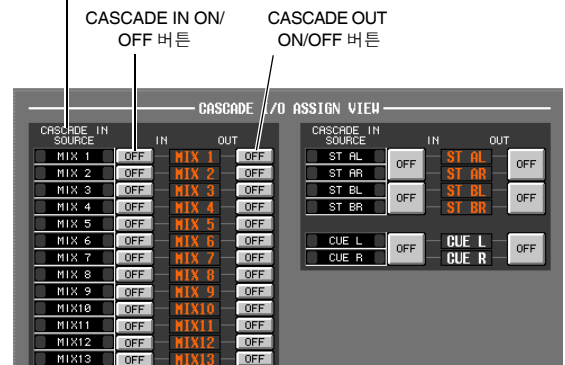 CASCADE IN ON/
OFF 버튼
CASCADE OUT
ON/OFF 버튼
CASCADE I/O ASSIGN VIEW
CASCADE IN
SOURCE IN OUT
MIX 1 OFF MIX 1 OFF
MIX 2 OFF MIX 2 OFF
MIX 3 OFF MIX 3 OFF
MIX 4 OFF MIX 4 OFF
MIX 5 OFF MIX 5 OFF
MIX 6 OFF MIX 6 OFF
MIX 7 OFF MIX 7 OFF
MIX 8 OFF MIX 8 OFF
MIX 9 OFF MIX 9 OFF
MIX10 OFF MIX10 OFF
MIX11 OFF MIX11 OFF
MIX12 OFF MIX12 OFF
MIX13 OFF MIX13 OFF
CASCADE IN
SOURCE IN OUT
ST AL OFF ST AL OFF
ST AR ST AR
ST BL OFF ST BL OFF
ST BR ST BR
CUE L OFF CUE L OFF
CUE R CUE R